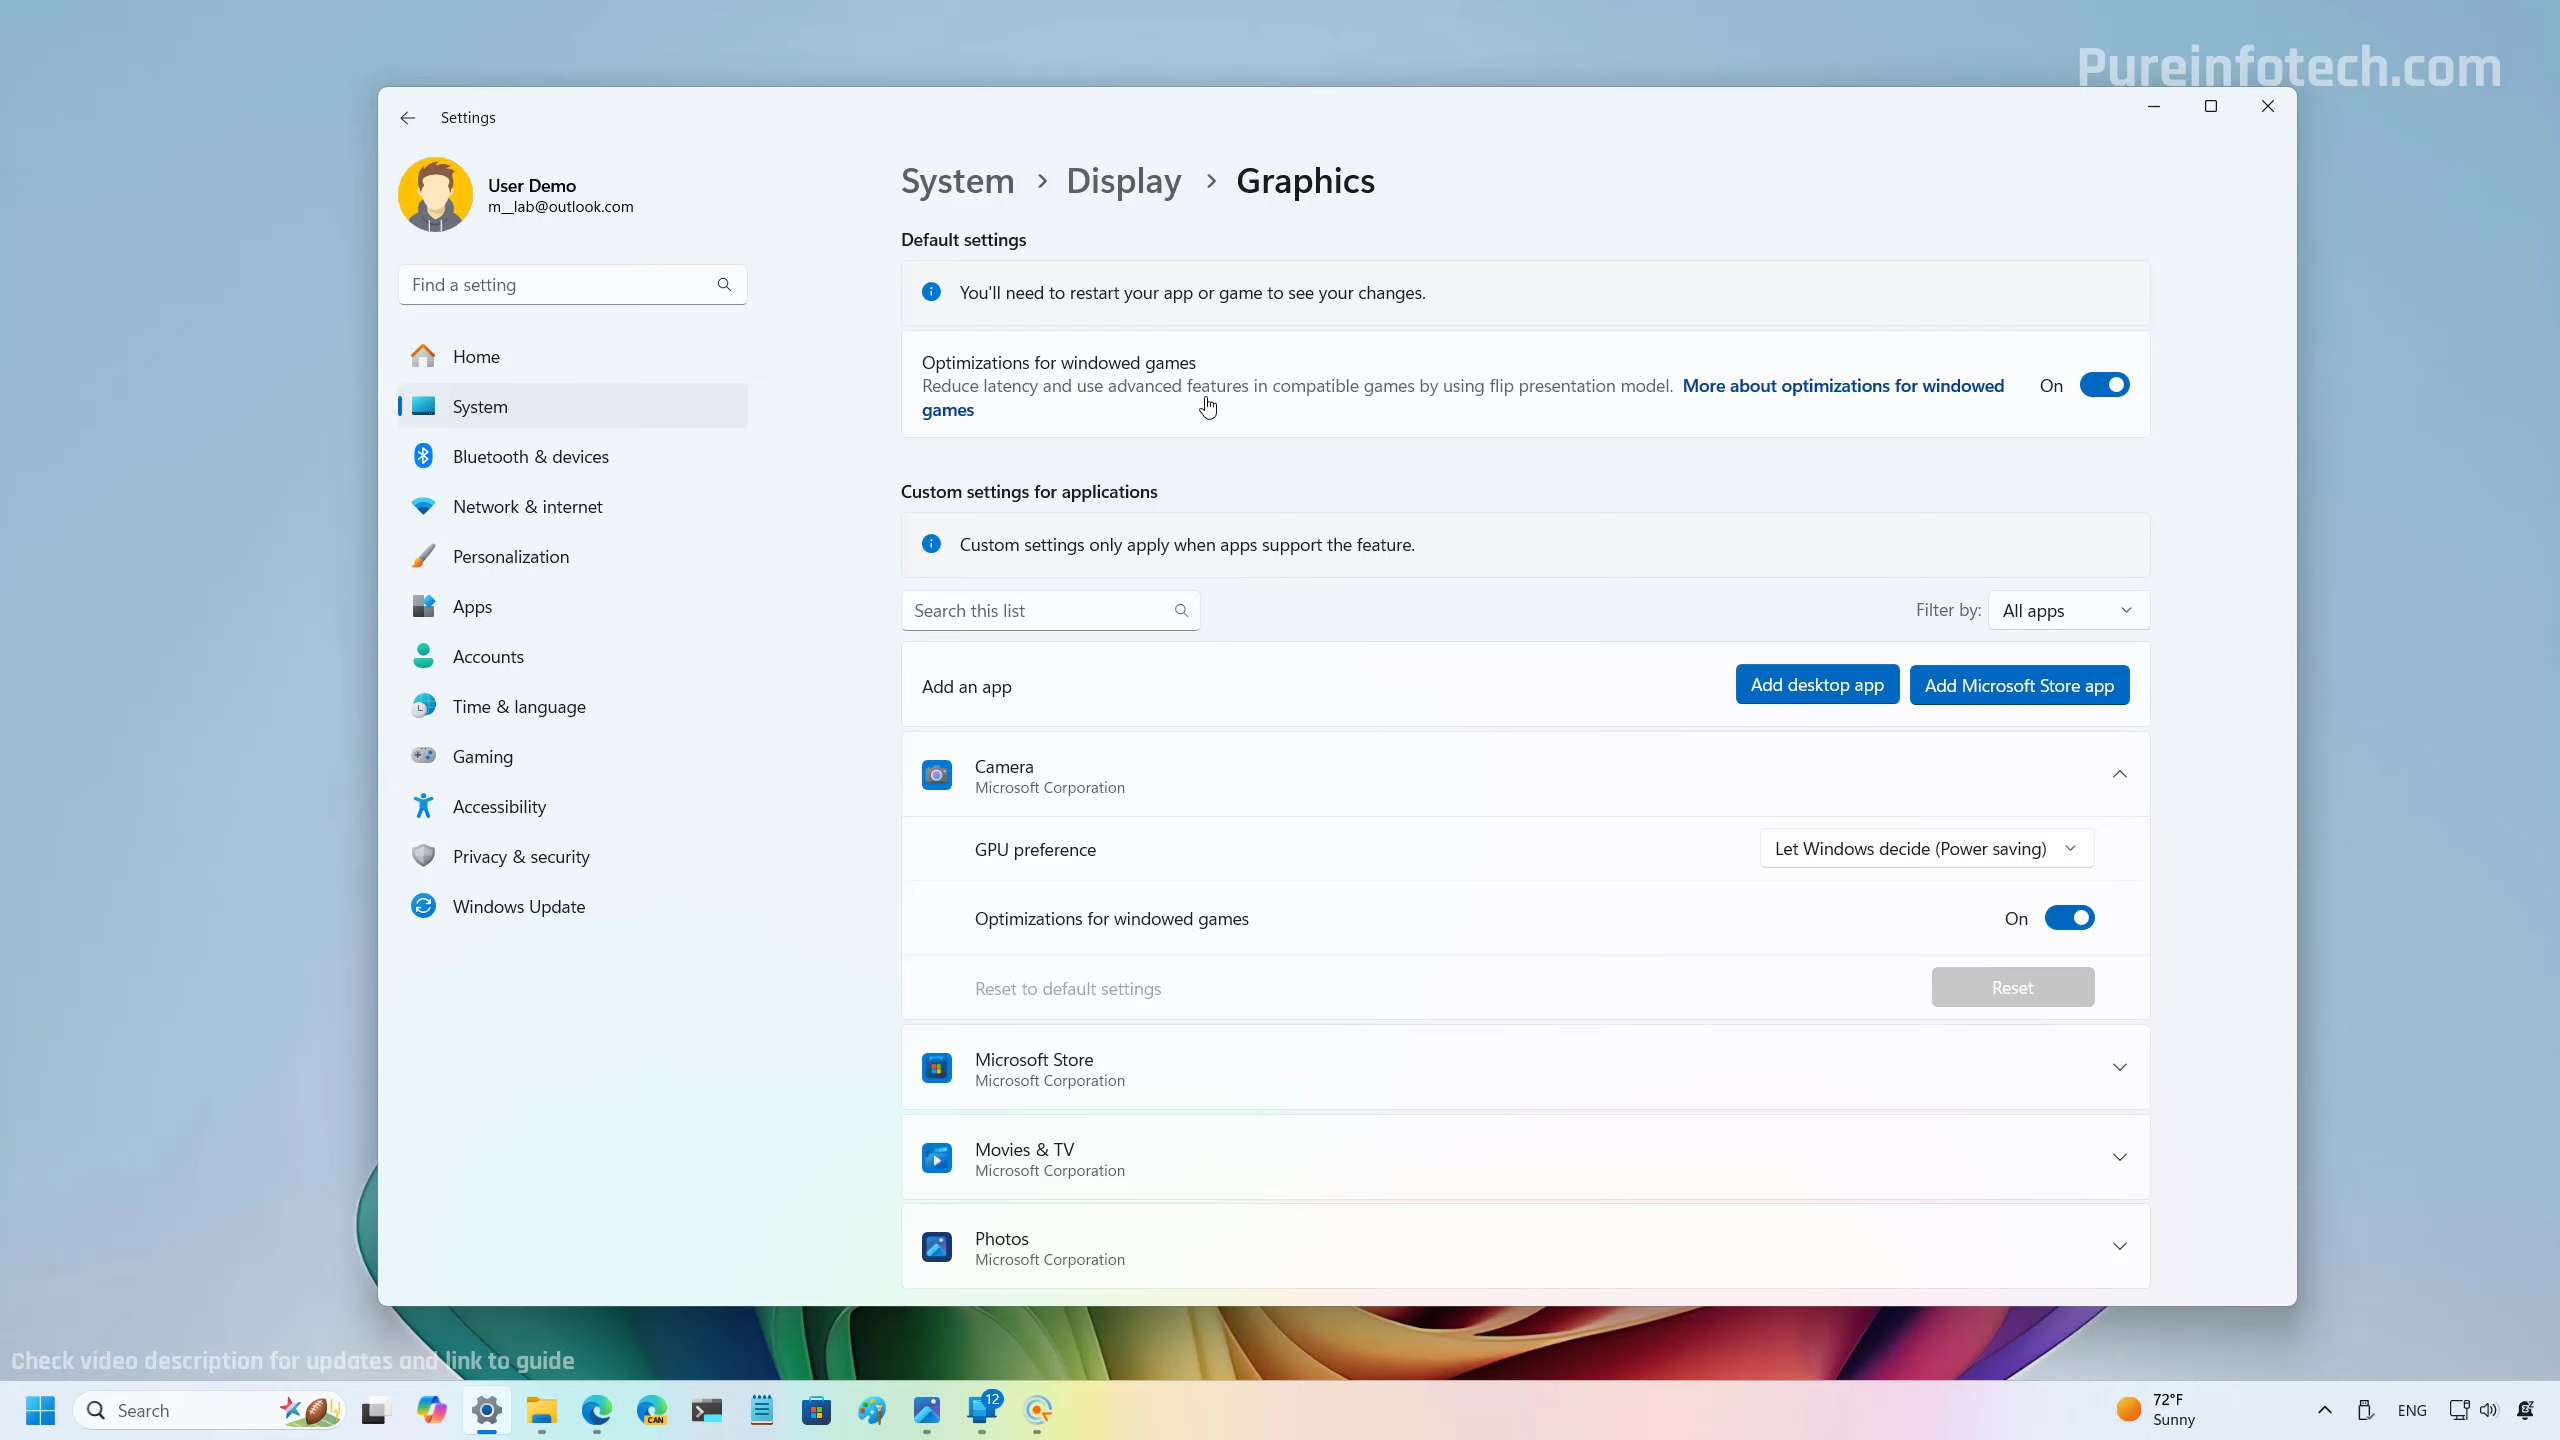 Pureinfotech.com
Settings
User Demo
m__lab@outlook.com
Find a setting
Home
System
Bluetooth & devices
Network & internet
Personalization
Apps
Accounts
Time & language
Gaming
Accessibility
Privacy & security
Windows Update
System > Display > Graphics
Default settings
You'll need to restart your app or game to see your changes.
Optimizations for windowed games
Reduce latency and use advanced features in compatible games by using flip presentation model. More about optimizations for windowed
games
On
Custom settings for applications
Custom settings only apply when apps support the feature.
Search this list
Filter by: All apps
Add an app
Add desktop app
Add Microsoft Store app
Camera
Microsoft Corporation
GPU preference
Let Windows decide (Power saving)
Optimizations for windowed games
On
Reset to default settings
Reset
Microsoft Store
Microsoft Corporation
Movies & TV
Microsoft Corporation
Photos
Microsoft Corporation
Check video description for updates and link to guide
Search
CAN
12
72°F
Sunny
ENG